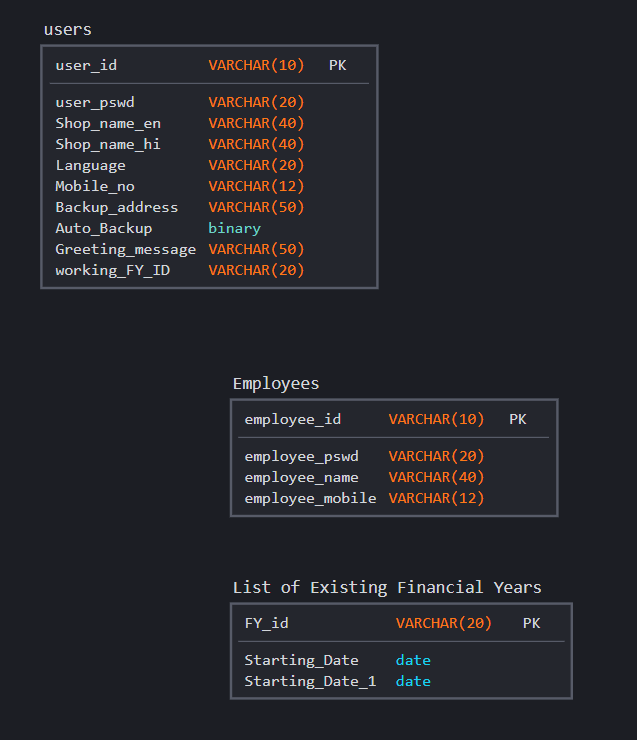 users
user_id VARCHAR(10) PK
user_pswd VARCHAR(20)
Shop_name_en VARCHAR(40)
Shop_name_hi VARCHAR(40)
Language VARCHAR(20)
Mobile_no VARCHAR(12)
Backup_address VARCHAR(50)
Auto_Backup binary
Greeting_message VARCHAR(50)
working_FY_ID VARCHAR(20)
Employees
employee_id VARCHAR(10) PK
employee_pswd VARCHAR(20)
employee_name VARCHAR(40)
employee_mobile VARCHAR(12)
List of Existing Financial Years
FY_id VARCHAR(20) PK
Starting_Date date
Starting_Date_1 date